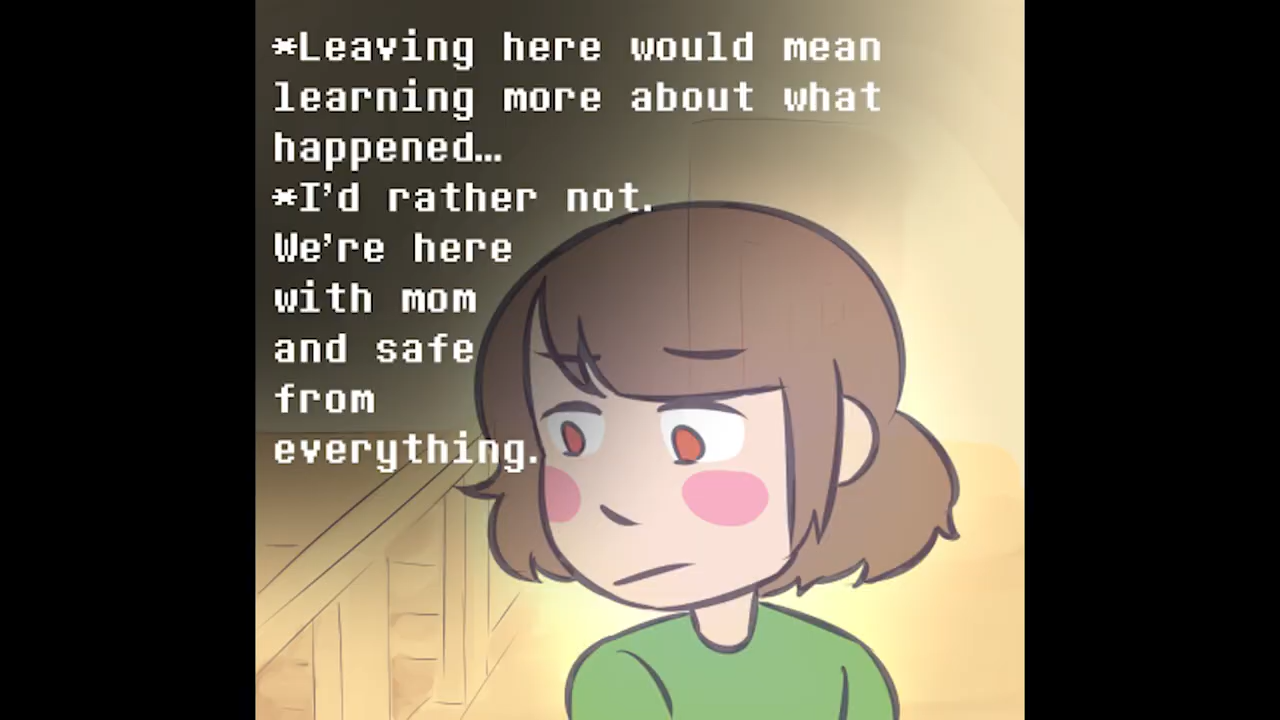 *Leaving here would mean
learning more about what
happened…
*I'd rather not.
We're here
with mom
and safe
from
everything.